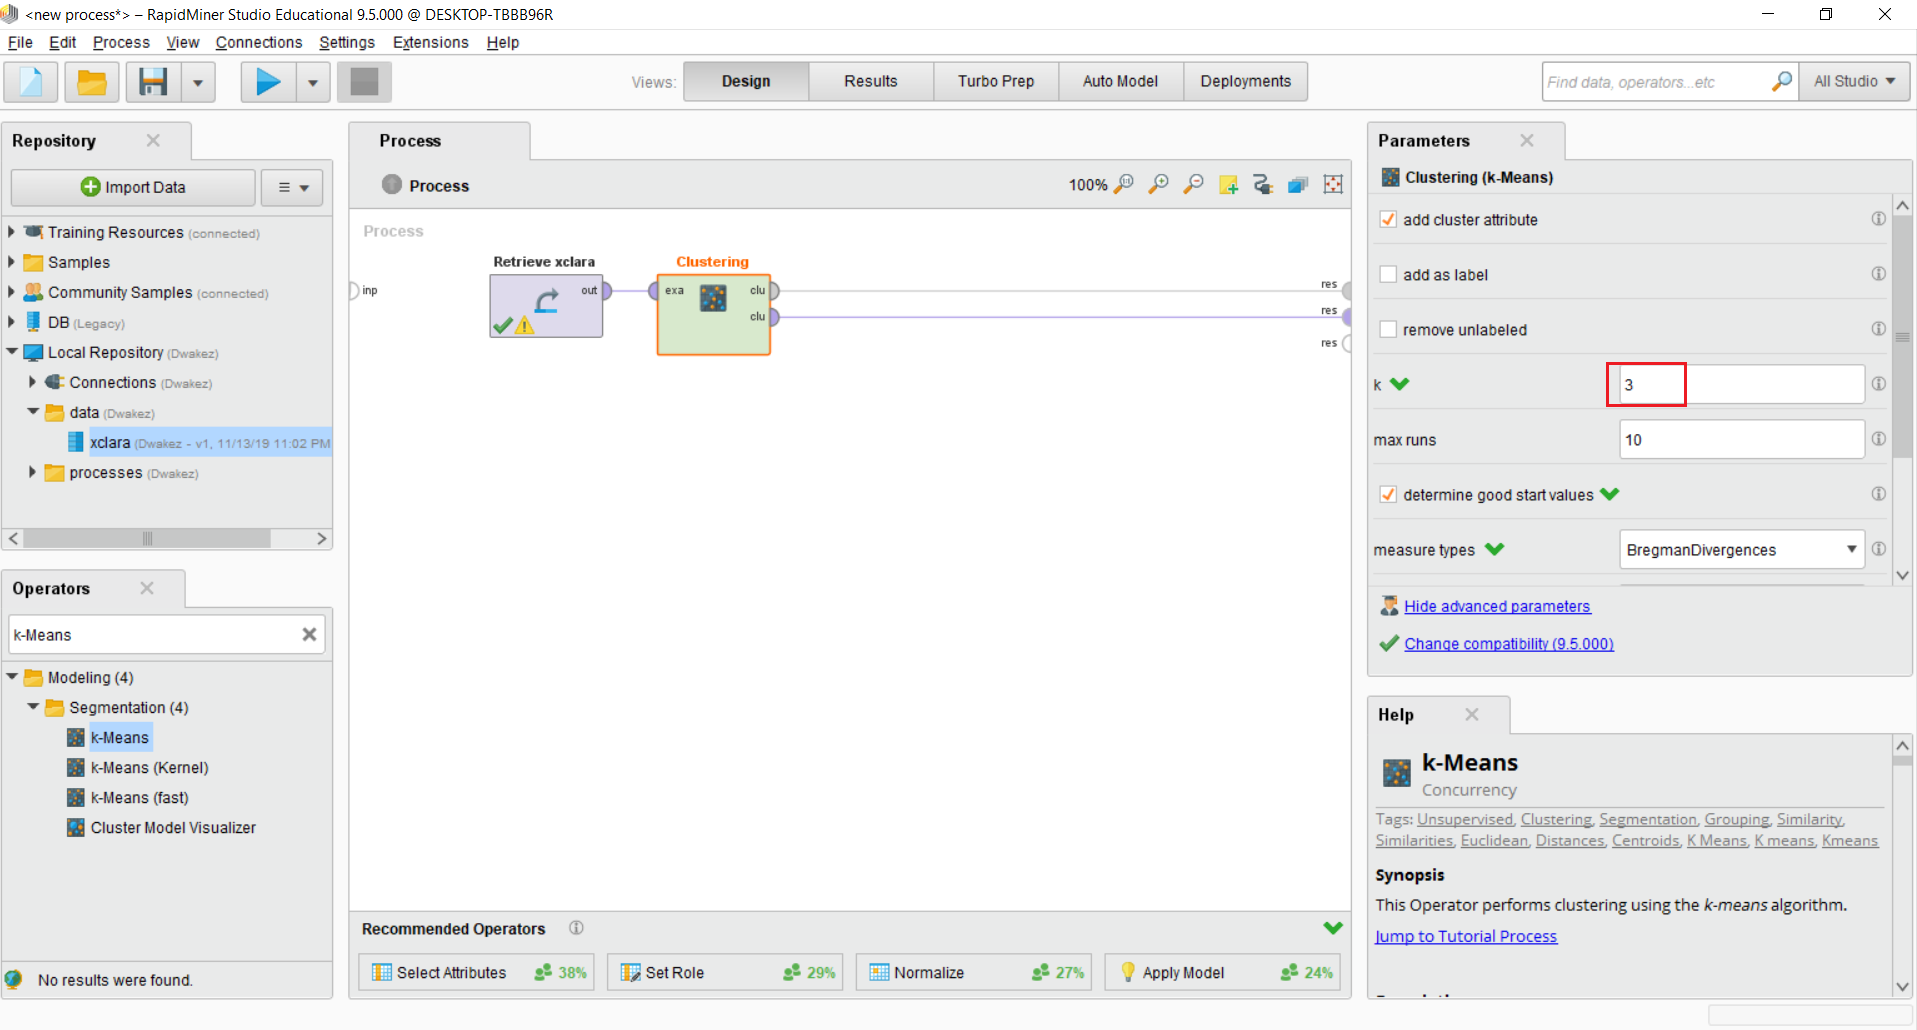 <new process*> – RapidMiner Studio Educational 9.5.000 @ DESKTOP-TBBB96R
File Edit Process View Connections Settings Extensions Help
Views: Design Results Turbo Prep Auto Model Deployments
Find data, operators...etc All Studio
Repository
Import Data
Training Resources (connected)
Samples
Community Samples (connected)
DB (Legacy)
Local Repository (Dwakez)
Connections (Dwakez)
data (Dwakez)
xclara (Dwakez - v1, 11/13/19 11:02 PM
processes (Dwakez)
Operators
k-Means
Modeling (4)
Segmentation (4)
k-Means
k-Means (Kernel)
k-Means (fast)
Cluster Model Visualizer
No results were found.
Process
Process
100%
Process
inp
Retrieve xclara
out
Clustering
exa
clu
clu
res
res
res
Recommended Operators
Select Attributes 38%
Set Role 29%
Normalize 27%
Apply Model 24%
Parameters
Clustering (k-Means)
add cluster attribute
add as label
remove unlabeled
k 3
max runs 10
determine good start values
measure types BregmanDivergences
Hide advanced parameters
Change compatibility (9.5.000)
Help
k-Means
Concurrency
Tags: Unsupervised, Clustering, Segmentation, Grouping, Similarity,
Similarities, Euclidean, Distances, Centroids, K Means, K means, Kmeans
Synopsis
This Operator performs clustering using the k-means algorithm.
Jump to Tutorial Process